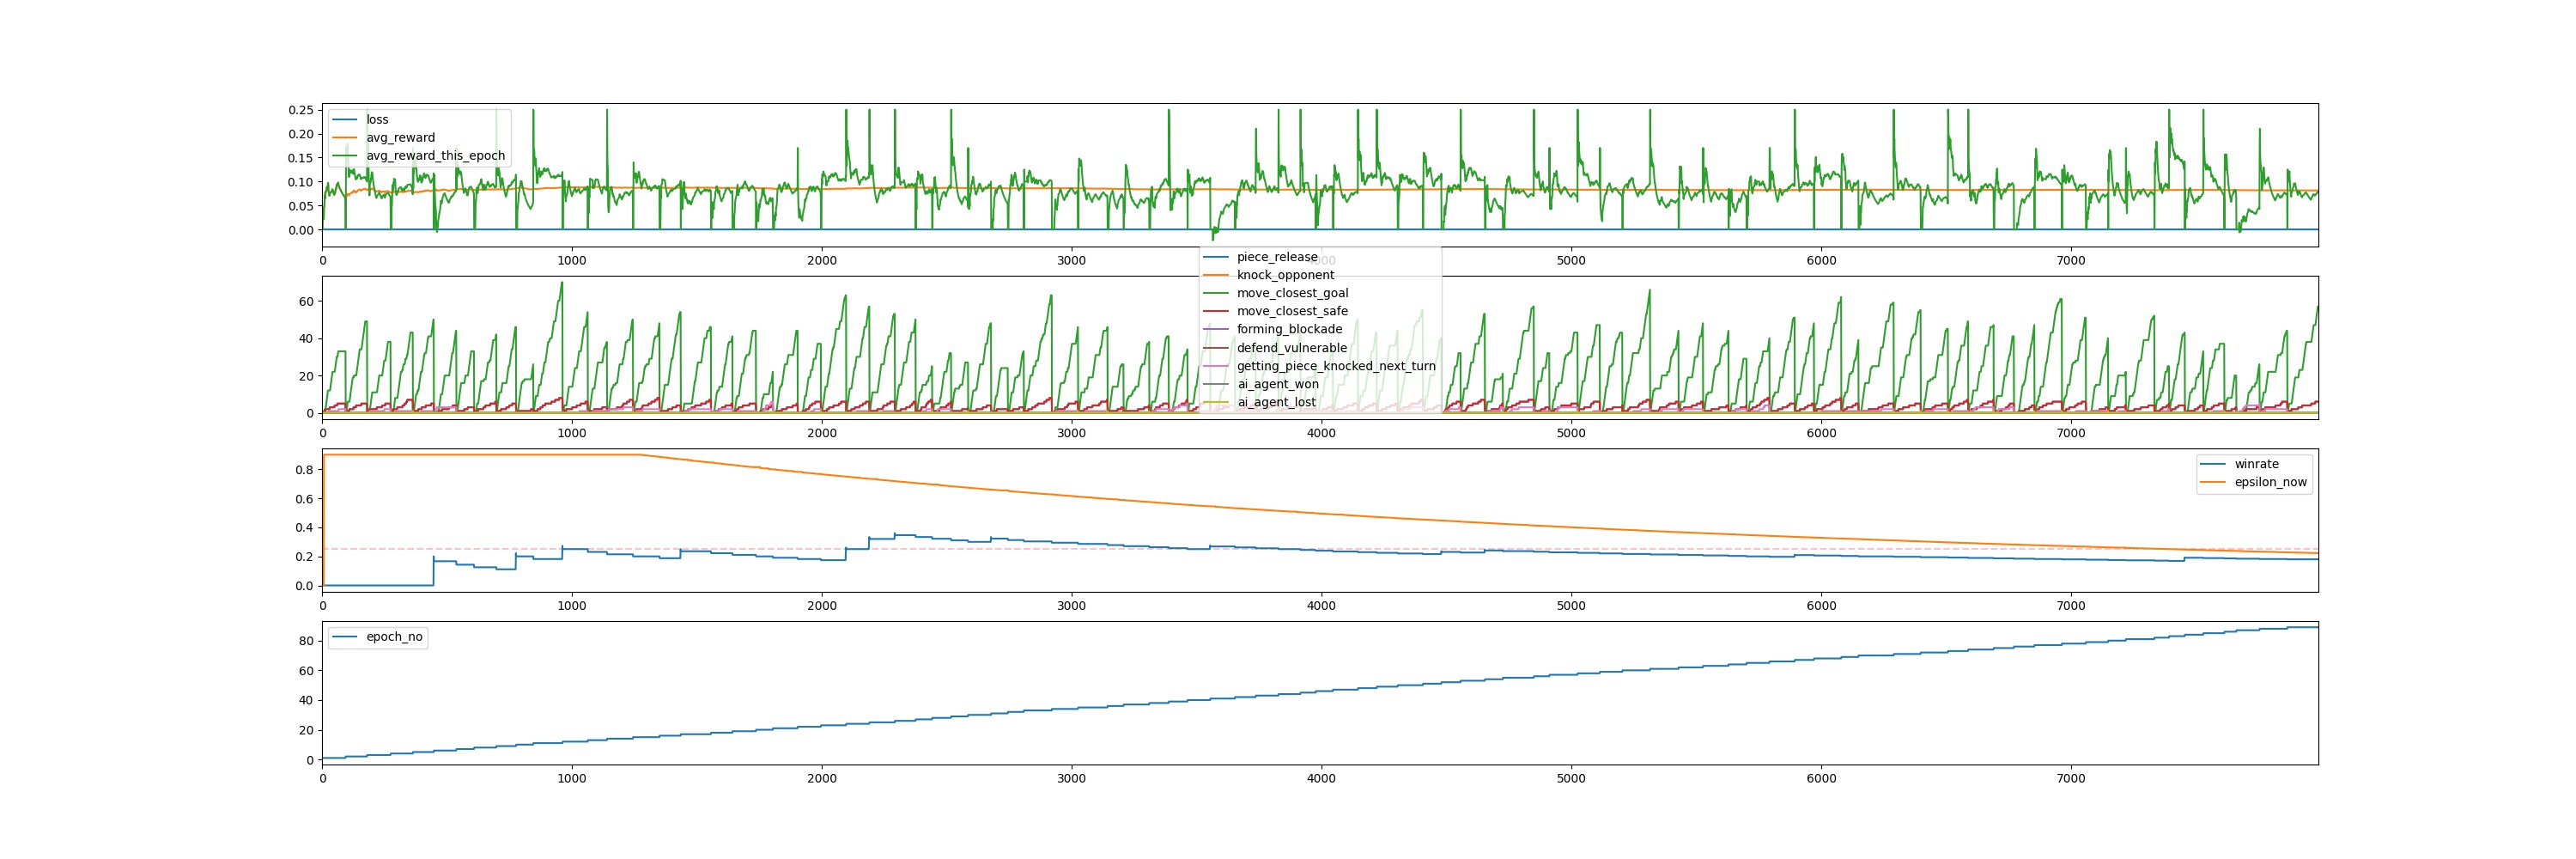 0.25
0.20
0.15
0.10
0.05
0.00
loss
avg_reward
avg_reward_this_epoch
0 1000 2000 3000 4000 5000 6000 7000
60
40
20
0
piece_release
knock_opponent
move_closest_goal
move_closest_safe
forming_blockade
defend_vulnerable
getting_piece_knocked_next_turn
ai_agent_won
ai_agent_lost
0 1000 2000 3000 4000 5000 6000 7000
0.8
0.6
0.4
0.2
0.0
winrate
epsilon_now
0 1000 2000 3000 4000 5000 6000 7000
80
60
40
20
0
epoch_no
0 1000 2000 3000 4000 5000 6000 7000